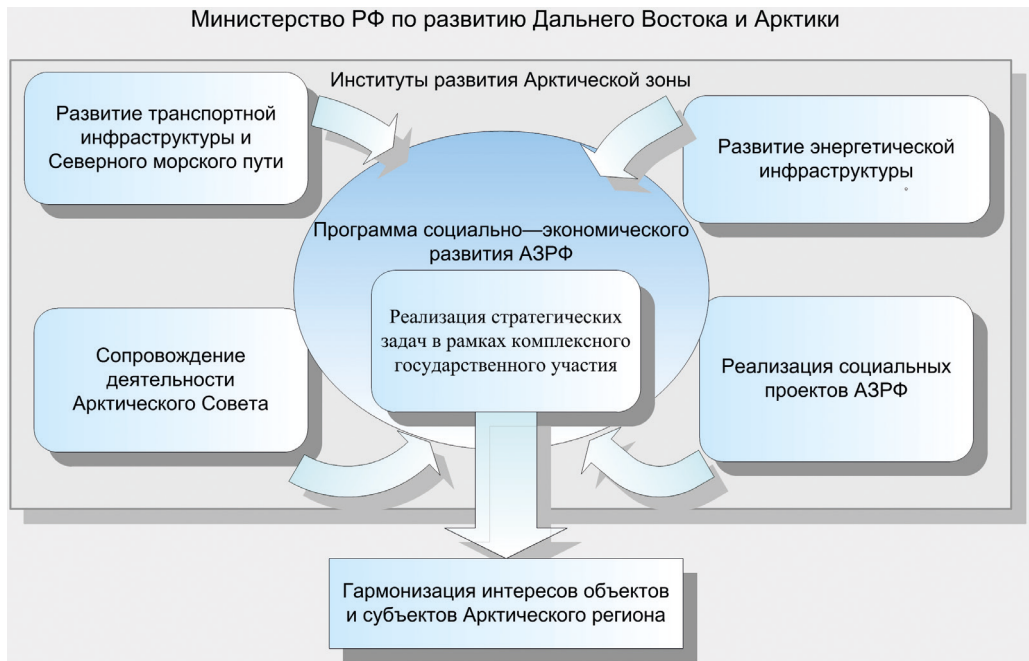 Министерство РФ по развитию Дальнего Востока и Арктики
Институты развития Арктической зоны
Развитие транспортной
инфраструктуры и
Северного морского пути
Развитие энергетической
инфраструктуры
Программа социально—экономического
развития АЗРФ
Реализация стратегических
задач в рамках комплексного
государственного участия
Сопровождение
деятельности
Арктического Совета
Реализация социальных
проектов АЗРФ
Гармонизация интересов объектов
и субъектов Арктического региона